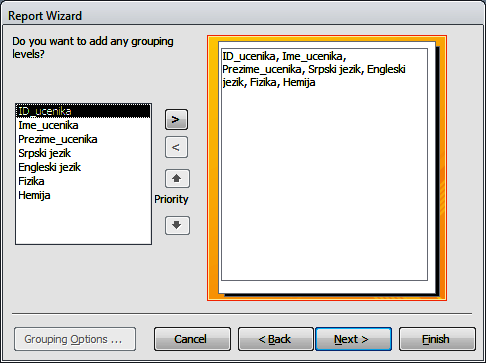 Report Wizard
Do you want to add any grouping
levels?
ID_ucenika
Ime_ucenika
Prezime_ucenika
Srpski jezik
Engleski jezik
Fizika
Hemija
>
<
Priority
ID_ucenika, Ime_ucenika,
Prezime_ucenika, Srpski jezik, Engleski
jezik, Fizika, Hemija
Grouping Options ...
Cancel
< Back
Next >
Finish